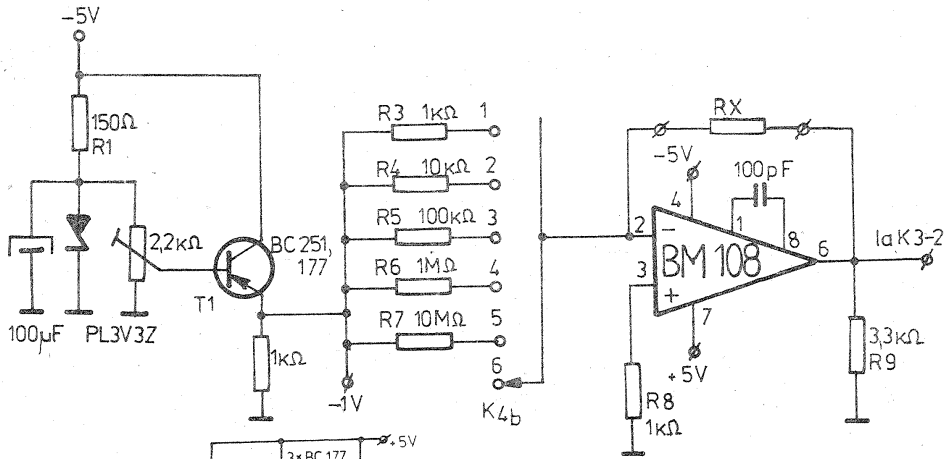 -5V
150Ω
R1
2,2kΩ
100µF
PL3V3Z
T1
BC 251,
177
1kΩ
-1V
R3 1kΩ 1
R4 10kΩ 2
R5 100kΩ 3
R6 1MΩ 4
R7 10MΩ 5
6
K4b
RX
-5V
100pF
4
1
8
2
-
BM 108
6
3
+
7
+5V
R8
1kΩ
la K3-2
3,3kΩ
R9
3×BC 177
+5V